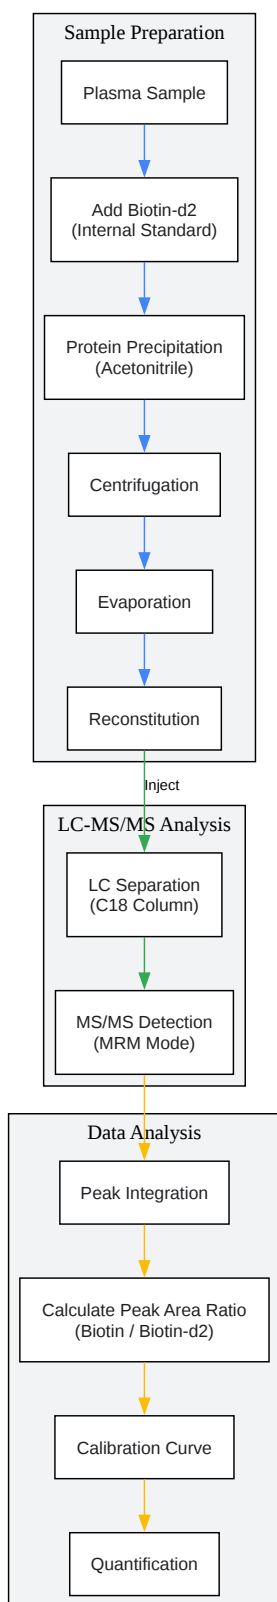 Sample Preparation
Plasma Sample
Add Biotin-d2
(Internal Standard)
Protein Precipitation
(Acetonitrile)
Centrifugation
Evaporation
Reconstitution
Inject
LC-MS/MS Analysis
LC Separation
(C18 Column)
MS/MS Detection
(MRM Mode)
Data Analysis
Peak Integration
Calculate Peak Area Ratio
(Biotin / Biotin-d2)
Calibration Curve
Quantification